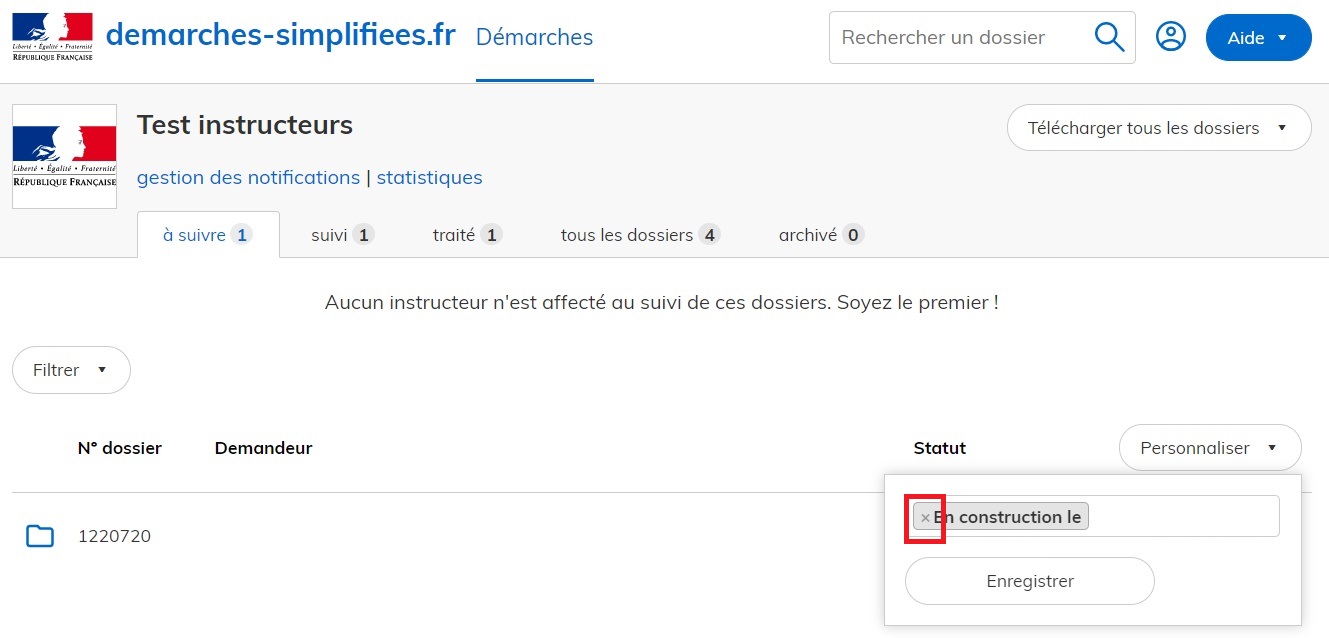 demarches-simplifiees.fr
Démarches
Rechercher un dossier
Aide
Liberté • Égalité • Fraternité
RÉPUBLIQUE FRANÇAISE
Test instructeurs
Télécharger tous les dossiers
Liberté • Égalité • Fraternité
RÉPUBLIQUE FRANÇAISE
gestion des notifications | statistiques
à suivre 1 suivi 1 traité 1 tous les dossiers 4 archivé 0
Aucun instructeur n'est affecté au suivi de ces dossiers. Soyez le premier !
Filtrer
N° dossier Demandeur Statut Personnaliser
× En construction le
1220720
Enregistrer